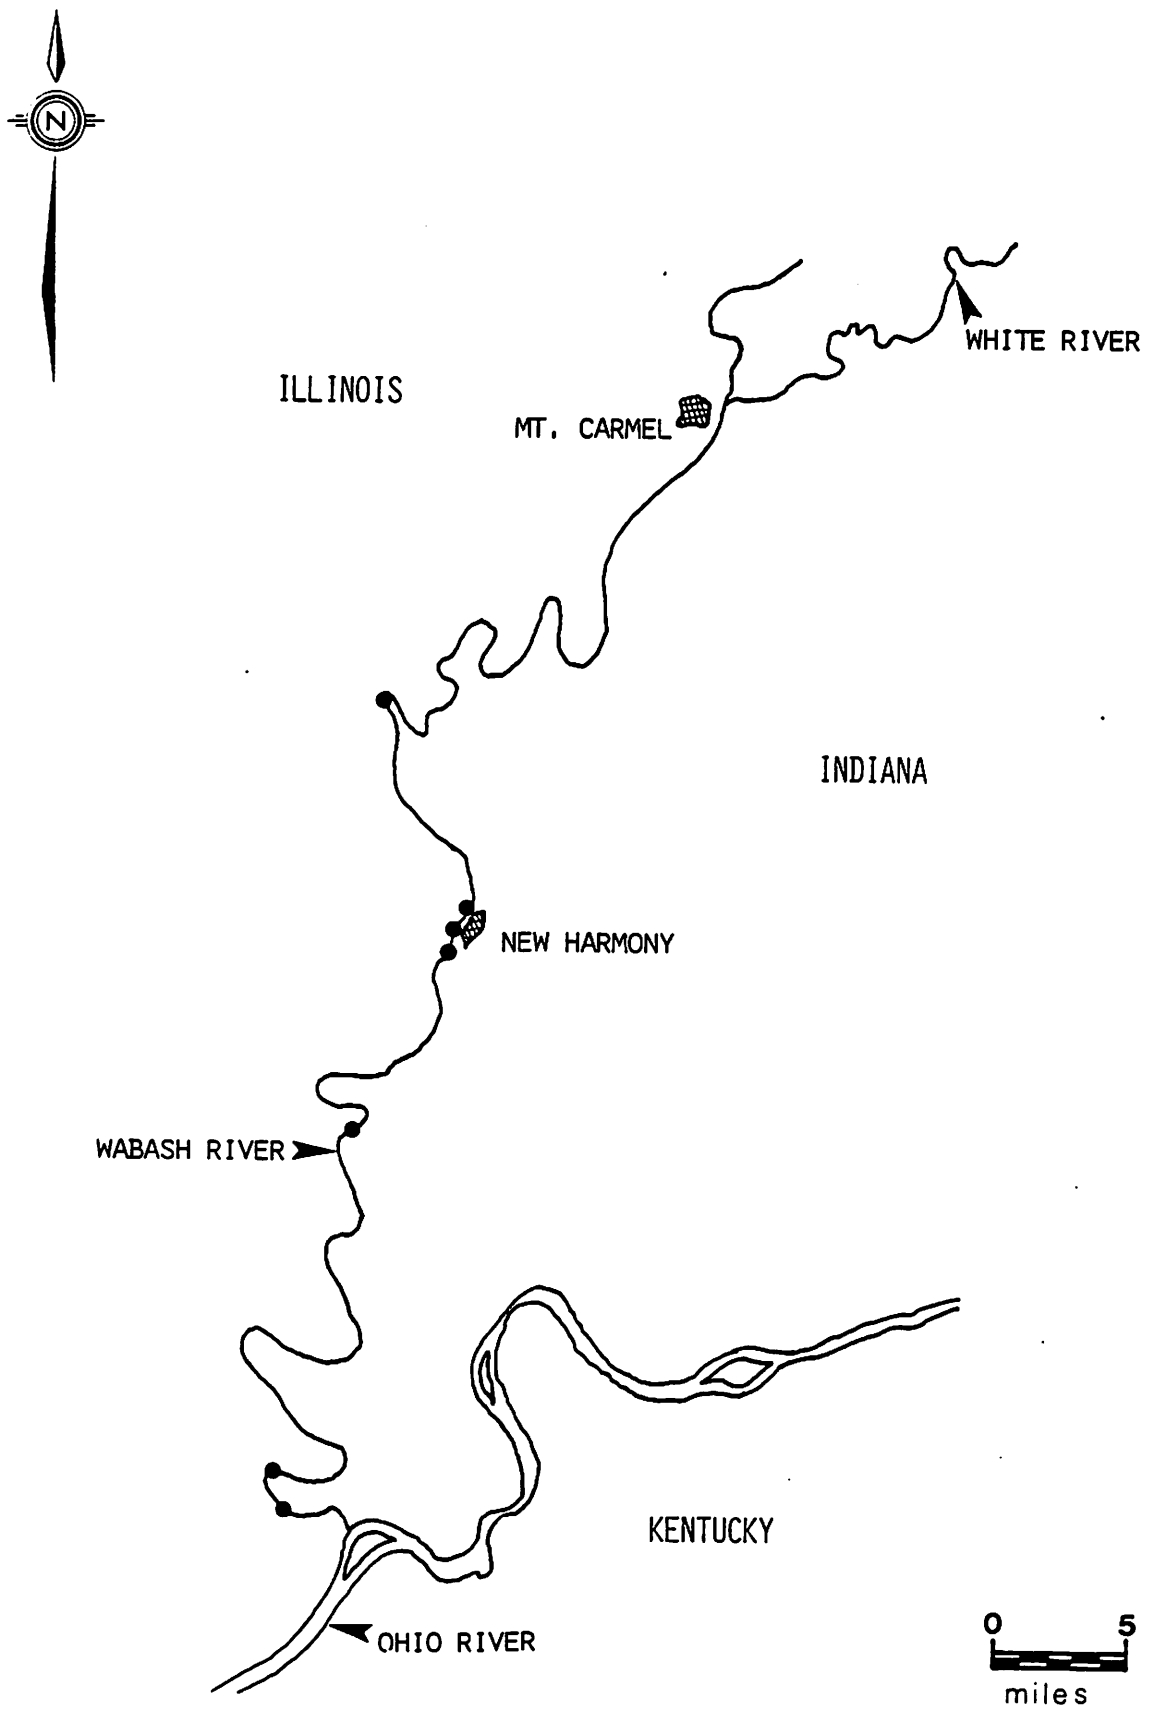 N
WHITE RIVER
ILLINOIS
MT. CARMEL
INDIANA
NEW HARMONY
WABASH RIVER
KENTUCKY
0 5
OHIO RIVER
miles